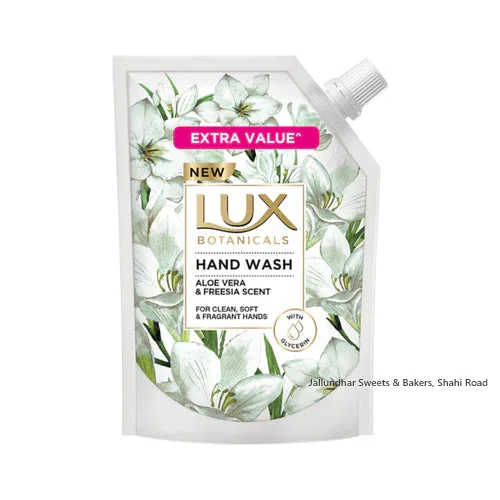 EXTRA VALUE^
NEW
LUX
BOTANICALS
HAND WASH
ALOE VERA
& FREESIA SCENT
FOR CLEAN, SOFT
& FRAGRANT HANDS
WITH GLYCERIN
Jallundhar Sweets & Bakers, Shahi Road